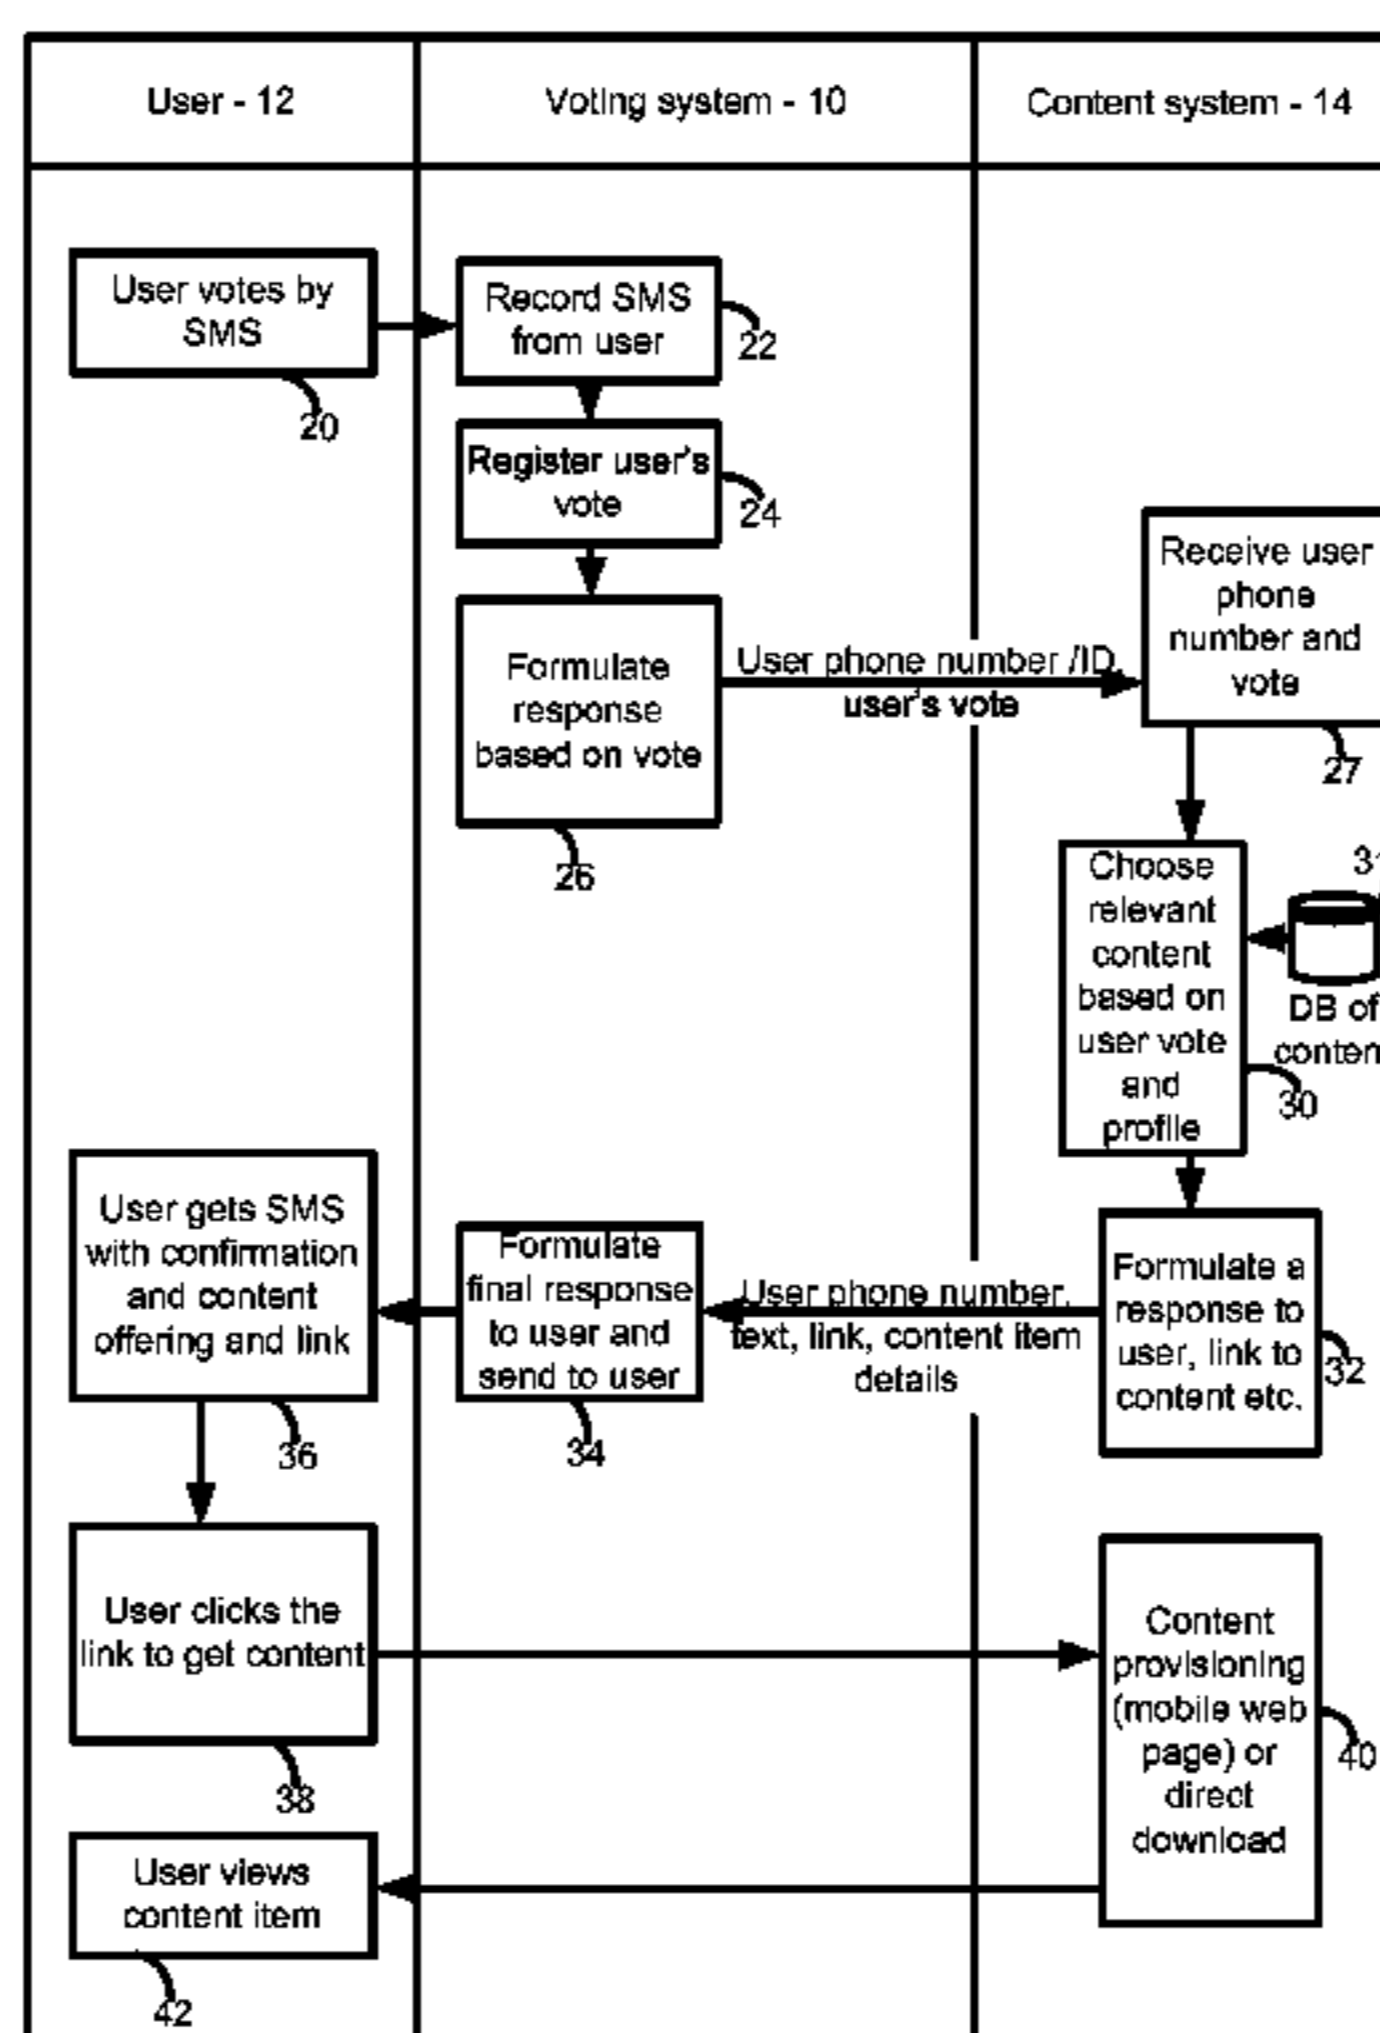 User - 12
Voting system - 10
Content system - 14
User votes by
SMS
20
Record SMS
from user
22
Register user's
vote
24
Formulate
response
based on vote
26
User phone number /ID
user's vote
Receive user
phone
number and
vote
27
Choose
relevant
content
based on
user vote
and
profile
30
DB of
User gets SMS
with confirmation
and content
offering and link
36
Formulate
final response
to user and
send to user
34
User phone number,
text, link, content item
details
Formulate a
response to
user, link to
content etc.
32
User clicks the
link to get content
38
Content
provisioning
(mobile web
page) or
direct
download
40
User views
content item
42